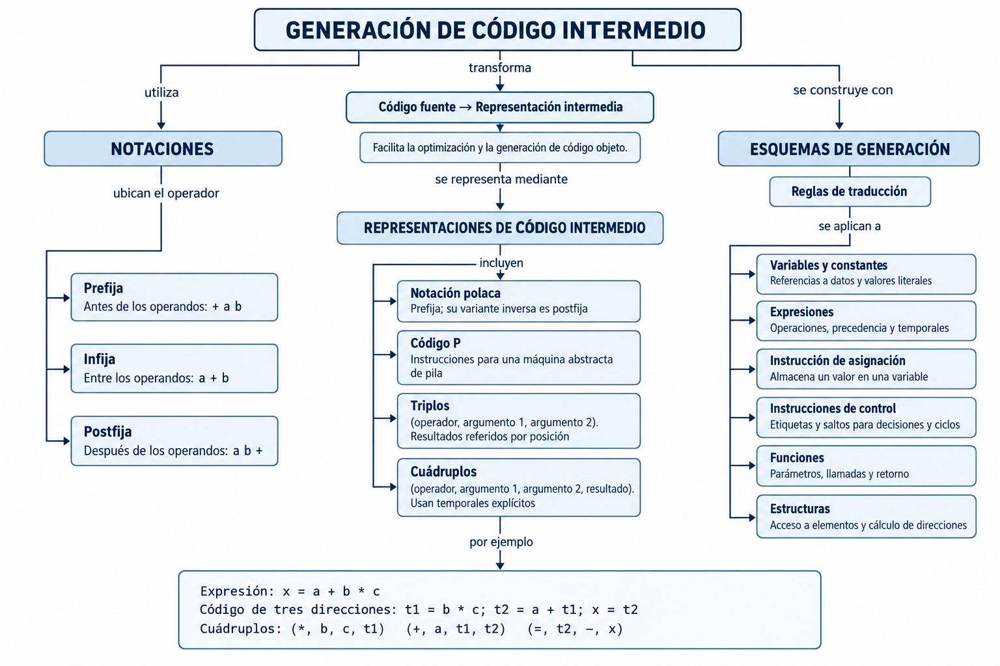 GENERACIÓN DE CÓDIGO INTERMEDIO
utiliza
NOTACIONES
ubican el operador
Prefija
Antes de los operandos: + a b
Infija
Entre los operandos: a + b
Postfija
Después de los operandos: a b +
transforma
Código fuente → Representación intermedia
Facilita la optimización y la generación de código objeto.
se representa mediante
REPRESENTACIONES DE CÓDIGO INTERMEDIO
incluyen
Notación polaca
Prefija; su variante inversa es postfija
Código P
Instrucciones para una máquina abstracta
de pila
Triplos
(operador, argumento 1, argumento 2).
Resultados referidos por posición
Cuádruplos
(operador, argumento 1, argumento 2, resultado).
Usan temporales explícitos
por ejemplo
Expresión: x = a + b * c
Código de tres direcciones: t1 = b * c; t2 = a + t1; x = t2
Cuádruplos: (*, b, c, t1) (+, a, t1, t2) (=, t2, —, x)
se construye con
ESQUEMAS DE GENERACIÓN
Reglas de traducción
se aplican a
Variables y constantes
Referencias a datos y valores literales
Expresiones
Operaciones, precedencia y temporales
Instrucción de asignación
Almacena un valor en una variable
Instrucciones de control
Etiquetas y saltos para decisiones y ciclos
Funciones
Parámetros, llamadas y retorno
Estructuras
Acceso a elementos y cálculo de direcciones